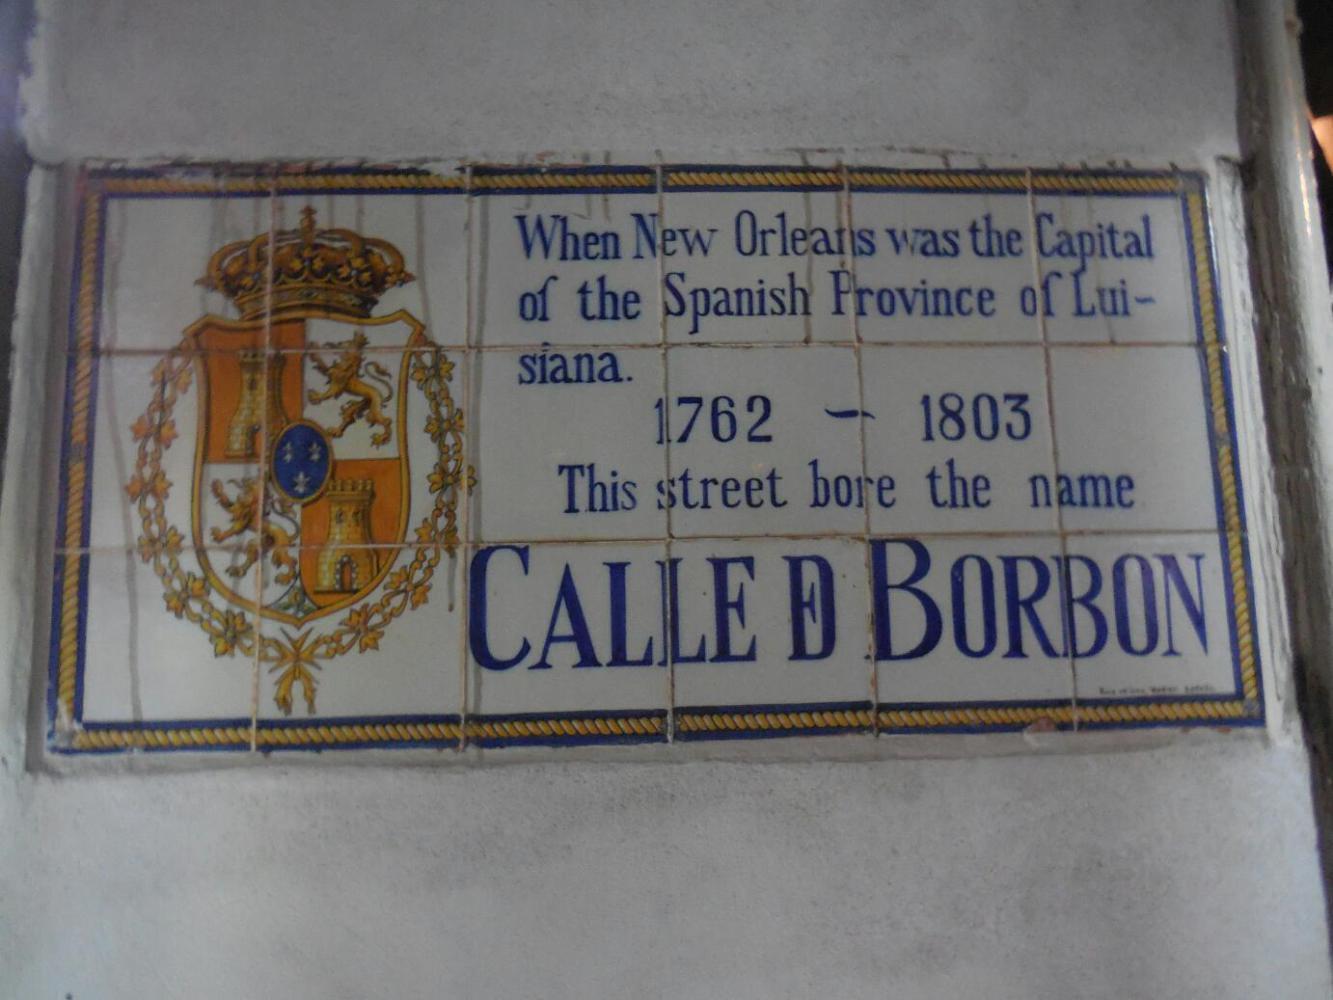 When New Orleans was the Capital
of the Spanish Province of Lui-
siana.
1762 - 1803
This street bore the name
CALLE D BORBON